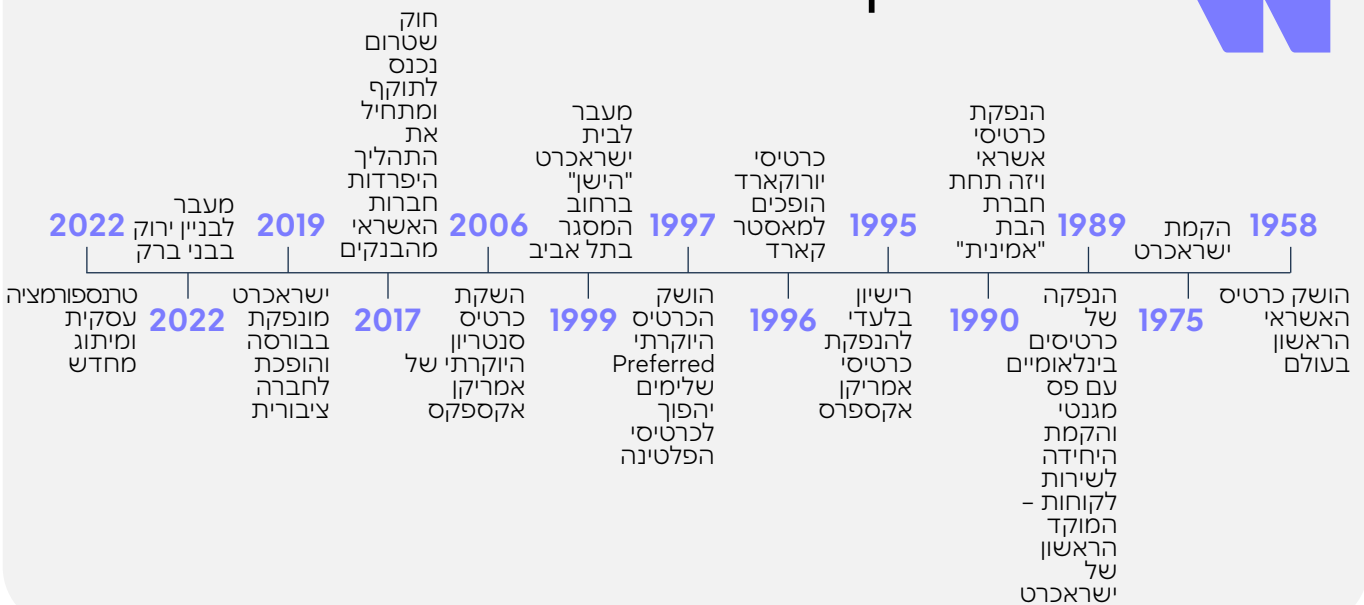 1958
הושק כרטיס
האשראי
הראשון
בעולם
הקמת
ישראכרט
1975
1989
הנפקה
של
כרטיסים
בינלאומיים
עם פס
מגנטי
והקמת
היחידה
לשירות
לקוחות –
המוקד
הראשון
של
ישראכרט
הנפקת
כרטיסי
אשראי
ויזה תחת
חברת
הבת
"אמינית"
1990
1995
רישיון
בלעדי
להנפקת
כרטיסי
אמריקן
אקספרס
כרטיסי
יורוקארד
הופכים
למאסטר
קארד
1996
1997
הושק
הכרטיס
היוקרתי
Preferred
שלימים
יהפוך
לכרטיסי
הפלטינה
מעבר
לבית
ישראכרט
"הישן"
ברחוב
המסגר
בתל אביב
1999
2006
השקת
כרטיס
סנטריון
היוקרתי של
אמריקן
אקספקס
חוק
שטרום
נכנס
לתוקף
ומתחיל
את
התהליך
היפרדות
חברות
האשראי
מהבנקים
2017
2019
ישראכרט
מונפקת
בבורסה
והופכת
לחברה
ציבורית
מעבר
לבניין ירוק
בבני ברק
2022
2022
טרנספורמציה
עסקית
ומיתוג
מחדש